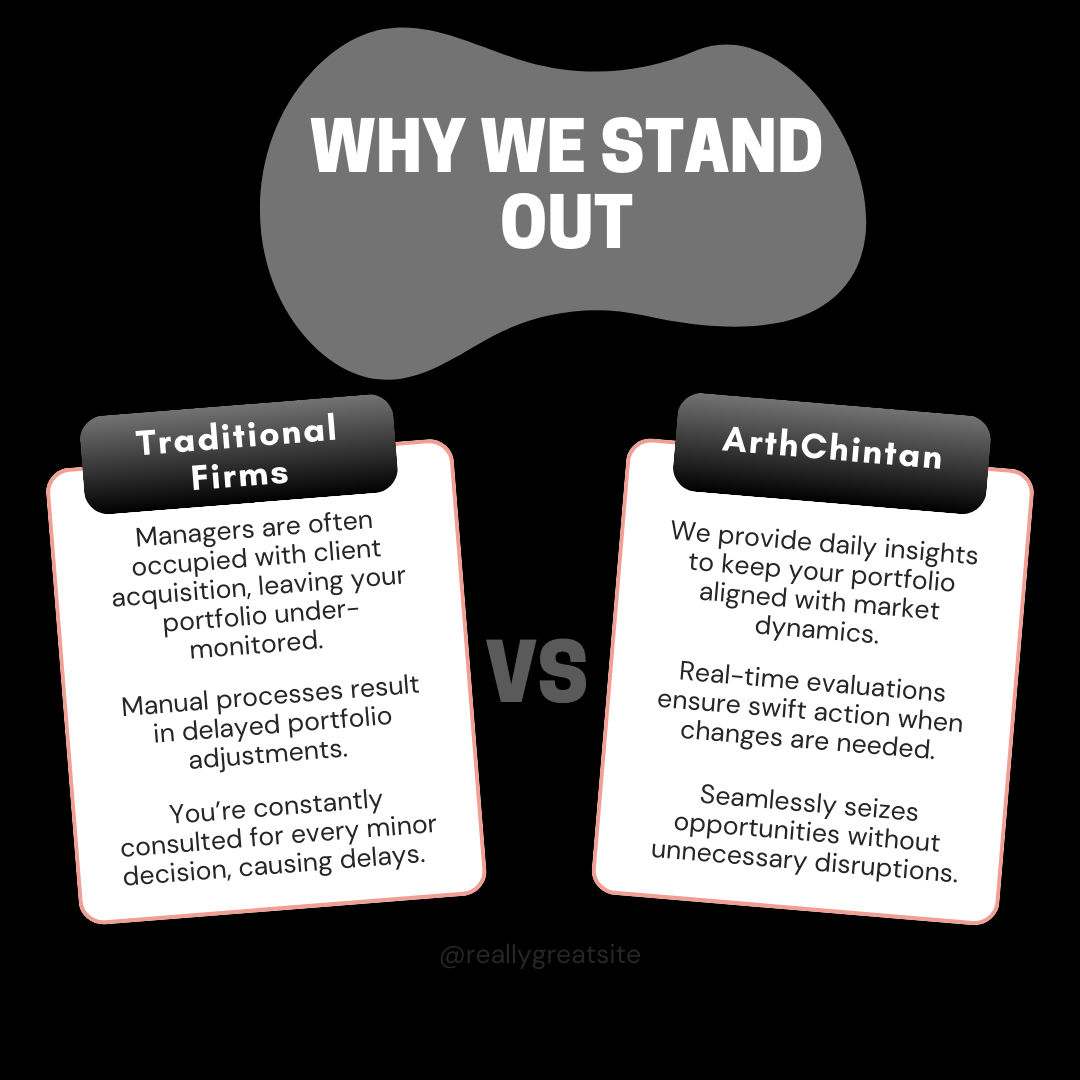 WHY WE STAND
OUT
Traditional
Firms
Managers are often
occupied with client
acquisition, leaving your
portfolio under-
monitored.
Manual processes result
in delayed portfolio
adjustments.
You’re constantly
consulted for every minor
decision, causing delays.
VS
ArthChintan
We provide daily insights
to keep your portfolio
aligned with market
dynamics.
Real-time evaluations
ensure swift action when
changes are needed.
Seamlessly seizes
opportunities without
unnecessary disruptions.
@reallygreatsite